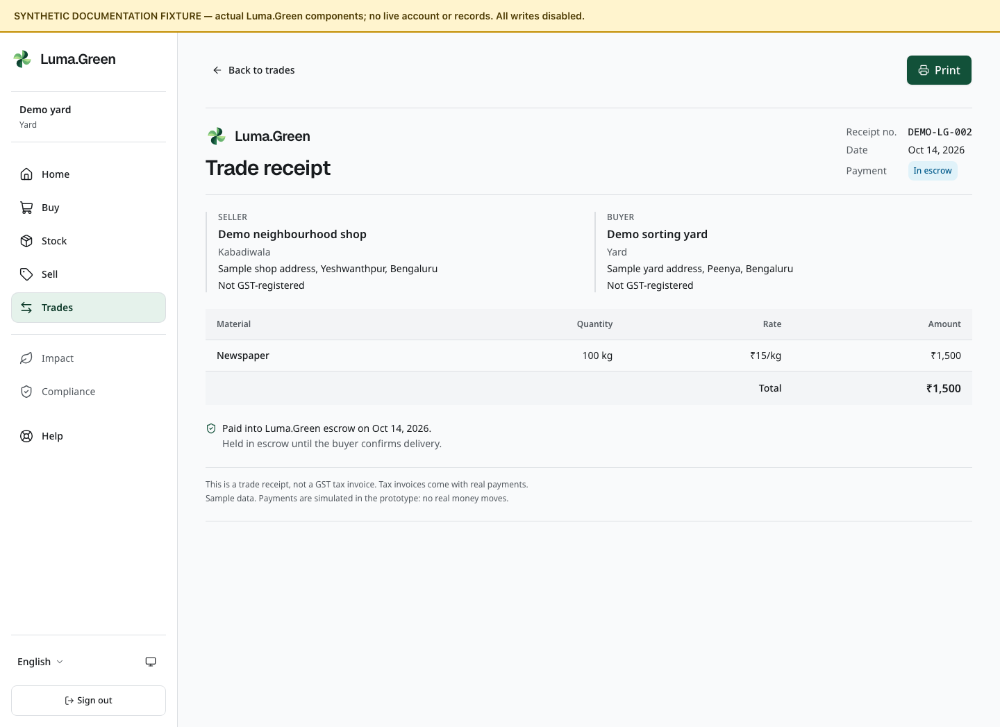 SYNTHETIC DOCUMENTATION FIXTURE — actual Luma.Green components; no live account or records. All writes disabled.
Luma.Green
Demo yard
Yard
Home
Buy
Stock
Sell
Trades
Impact
Compliance
Help
English
Sign out
Back to trades
Print
Luma.Green
Trade receipt
Receipt no. DEMO-LG-002
Date Oct 14, 2026
Payment In escrow
SELLER
Demo neighbourhood shop
Kabadiwala
Sample shop address, Yeshwanthpur, Bengaluru
Not GST-registered
BUYER
Demo sorting yard
Yard
Sample yard address, Peenya, Bengaluru
Not GST-registered
Material Quantity Rate Amount
Newspaper 100 kg ₹15/kg ₹1,500
Total ₹1,500
Paid into Luma.Green escrow on Oct 14, 2026.
Held in escrow until the buyer confirms delivery.
This is a trade receipt, not a GST tax invoice. Tax invoices come with real payments.
Sample data. Payments are simulated in the prototype: no real money moves.